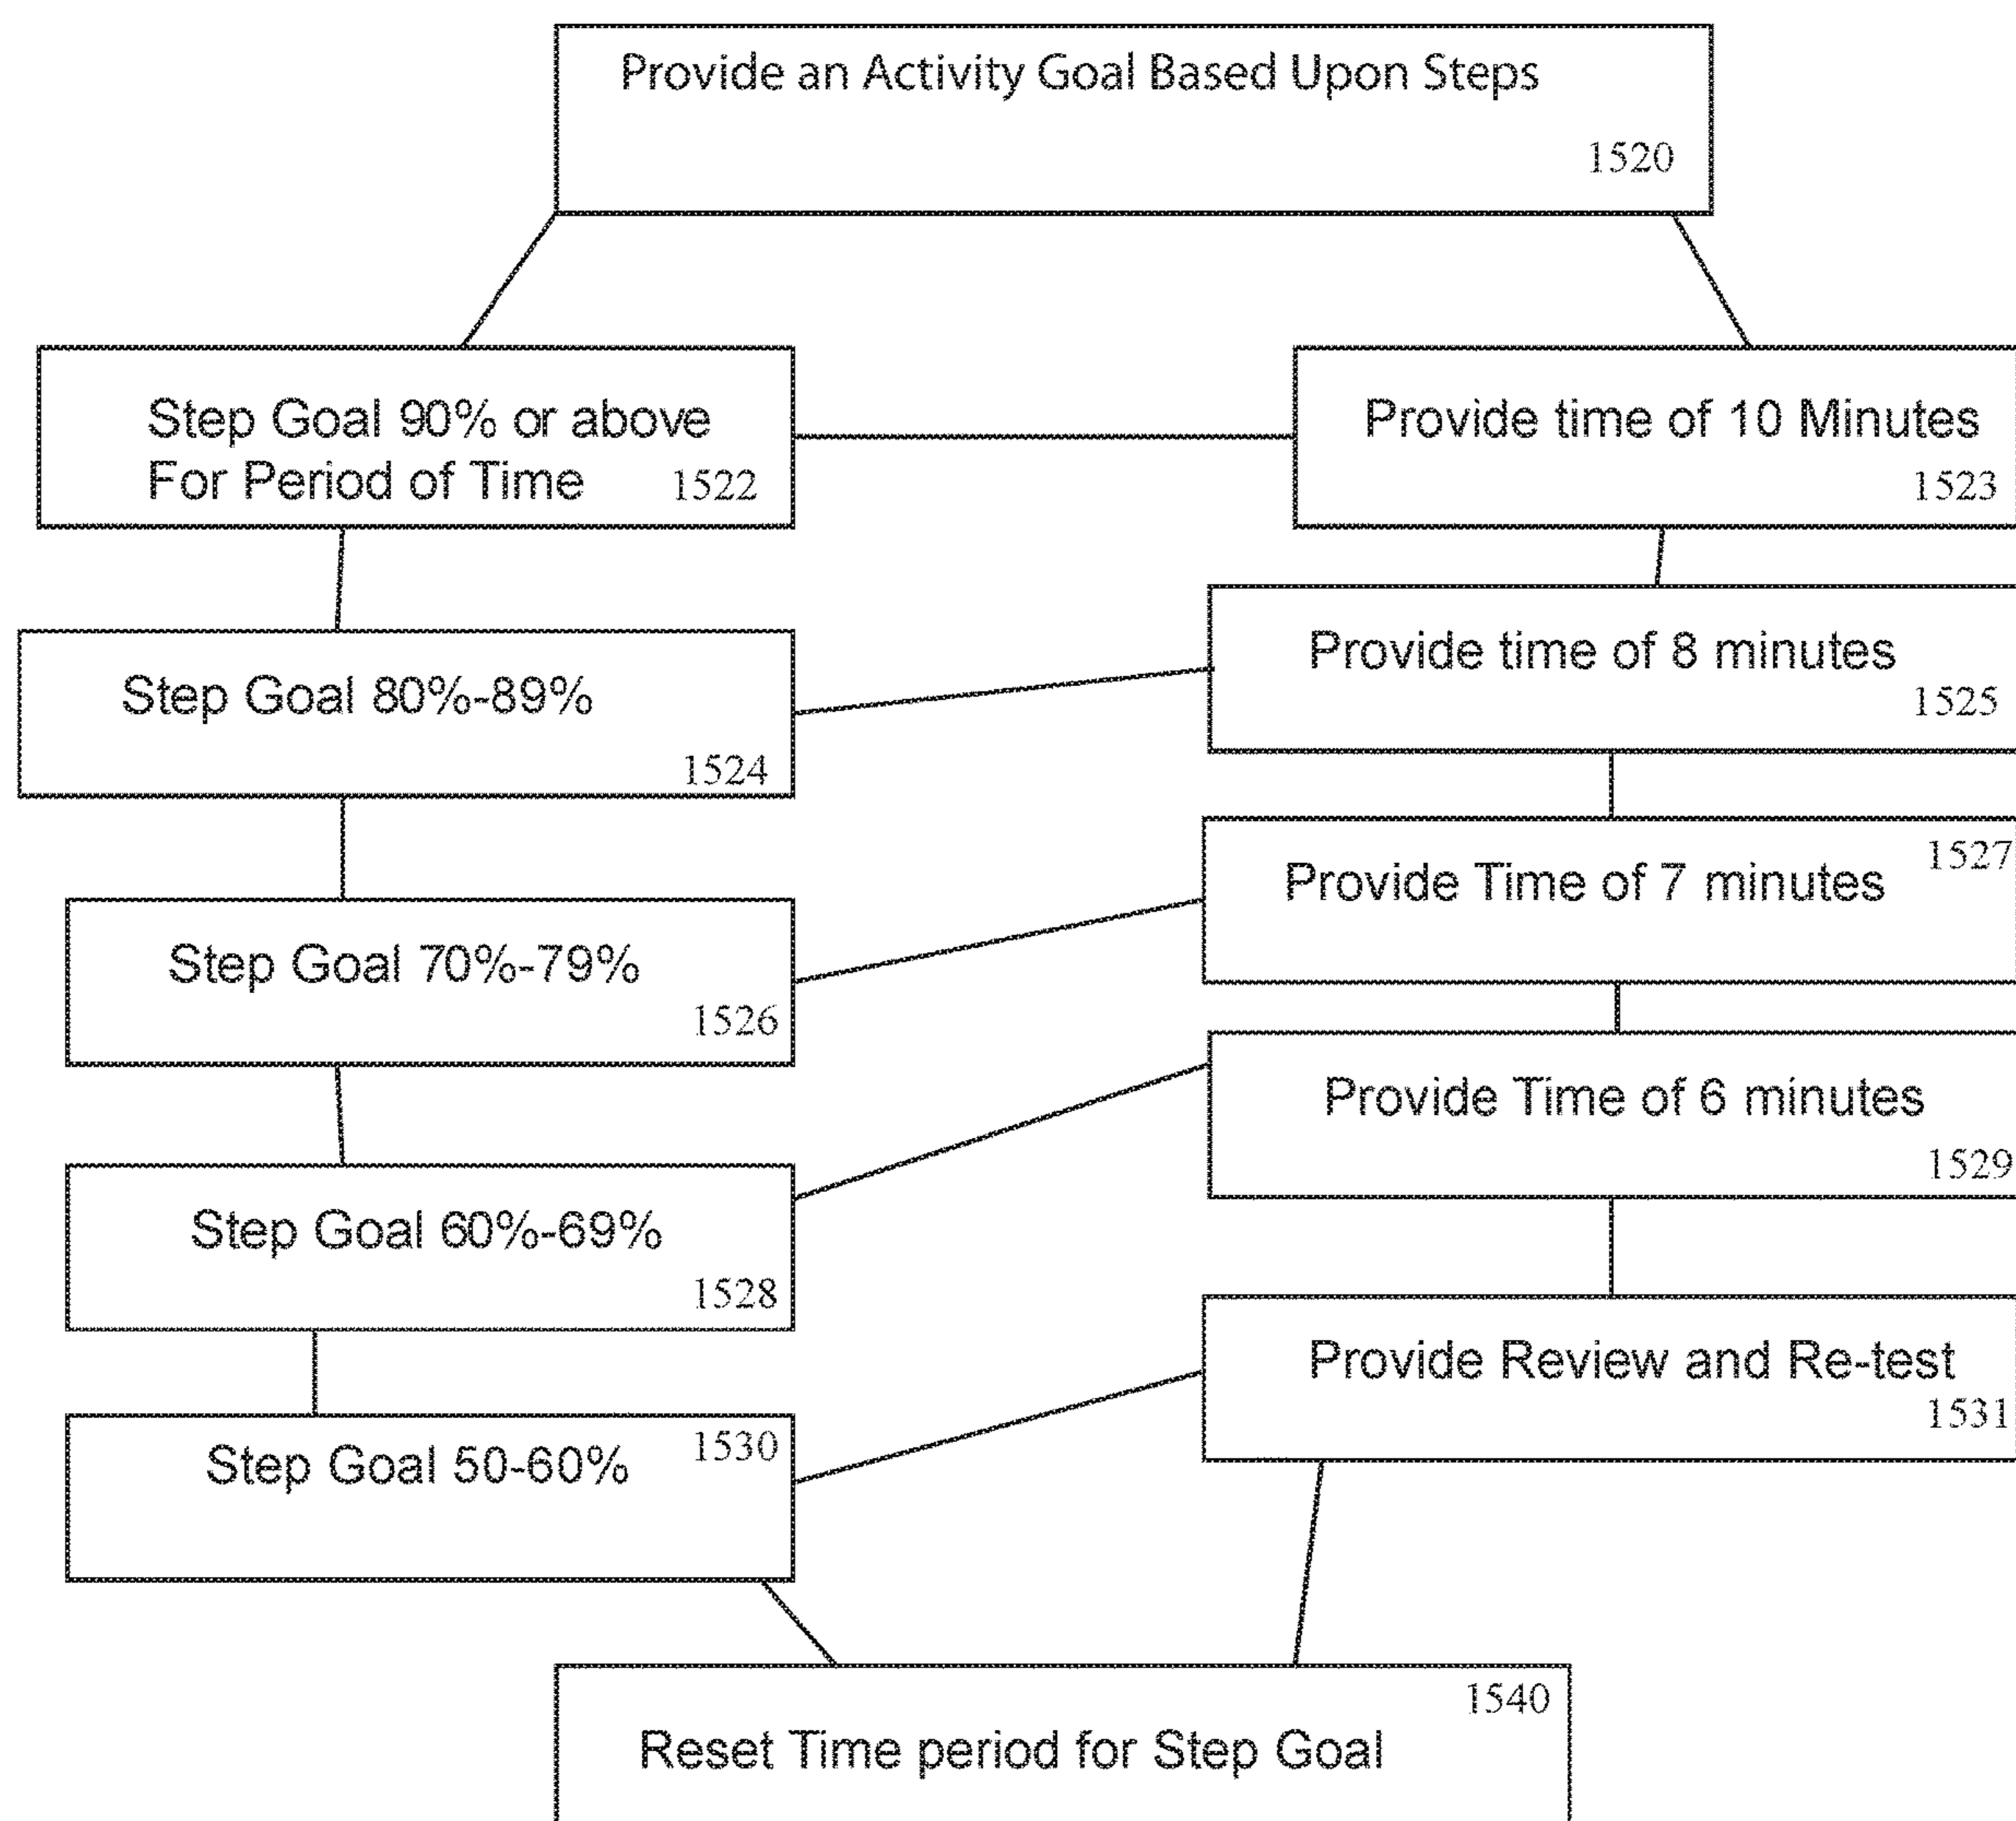 Provide an Activity Goal Based Upon Steps
1520
Step Goal 90% or above
For Period of Time 1522
Provide time of 10 Minutes
1523
Step Goal 80%-89%
1524
Provide time of 8 minutes
1525
Step Goal 70%-79%
1526
Provide Time of 7 minutes
1527
Step Goal 60%-69%
1528
Provide Time of 6 minutes
1529
Step Goal 50-60%
1530
Provide Review and Re-test
1531
1540
Reset Time period for Step Goal